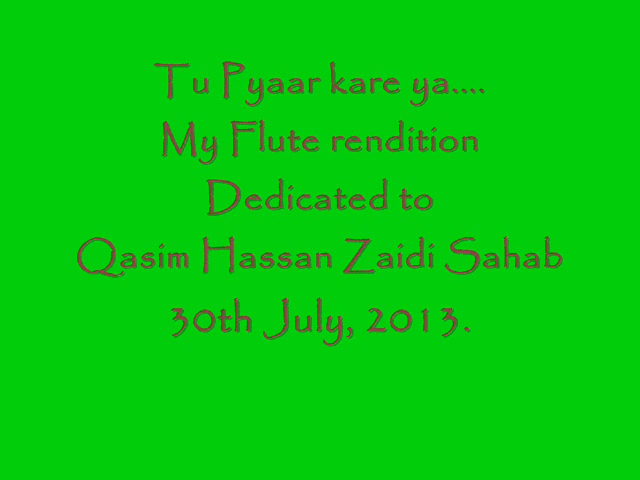 Tu Pyaar kare ya....
My Flute rendition
Dedicated to
Qasim Hassan Zaidi Sahab
30th July, 2013.